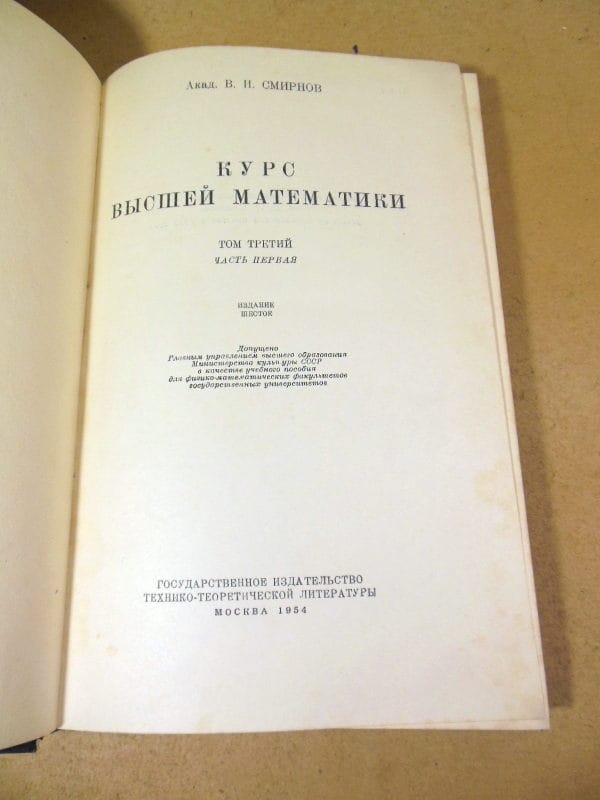 Акад. В. И. СМИРНОВ
КУРС
ВЫСШЕЙ МАТЕМАТИКИ
ТОМ ТРЕТИЙ
ЧАСТЬ ПЕРВАЯ
ИЗДАНИЕ
ШЕСТОЕ
Допущено
Главным управлением высшего образования
Министерства культуры СССР
в качестве учебного пособия
для физико-математических факультетов
государственных университетов
ГОСУДАРСТВЕННОЕ ИЗДАТЕЛЬСТВО
ТЕХНИКО-ТЕОРЕТИЧЕСКОЙ ЛИТЕРАТУРЫ
МОСКВА 1954